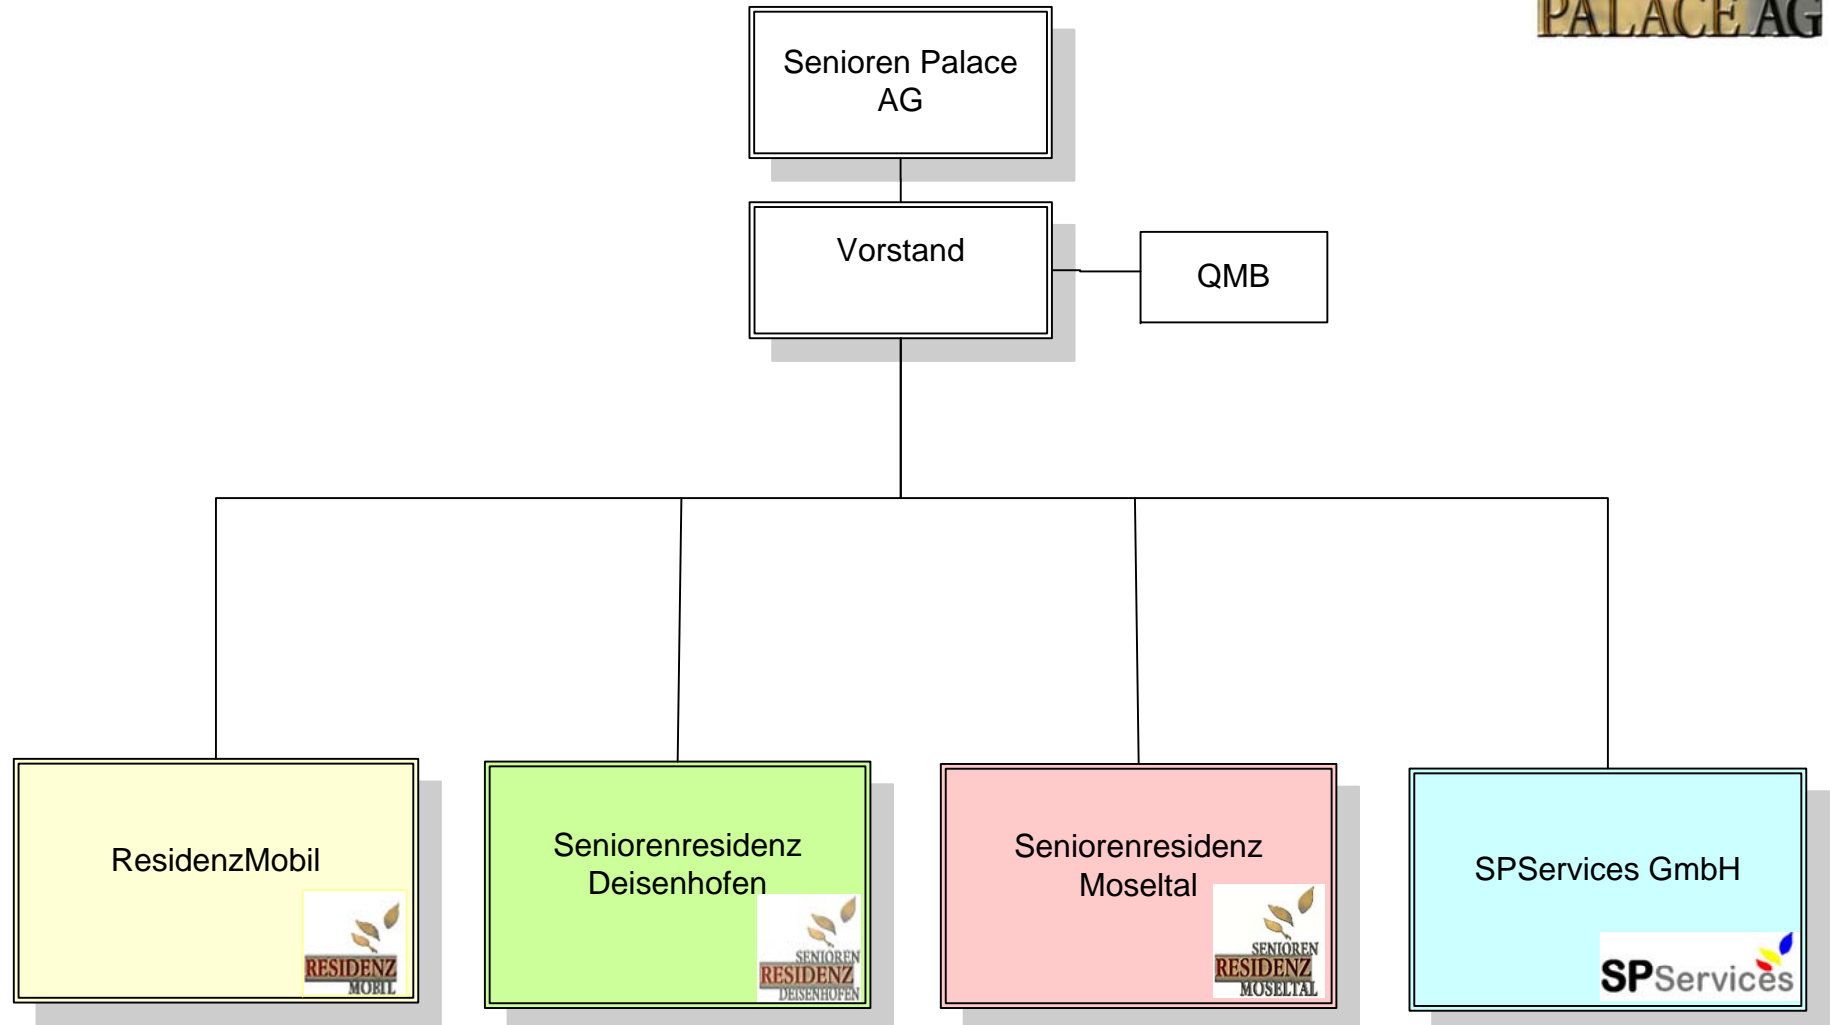 PALACE AG
Senioren Palace
AG
Vorstand
QMB
ResidenzMobil
RESIDENZ
MOBIL
Seniorenresidenz
Deisenhofen
SENIOREN
RESIDENZ
DEISENHOFEN
Seniorenresidenz
Moseltal
SENIOREN
RESIDENZ
MOSELTAL
SPServices GmbH
SPServices